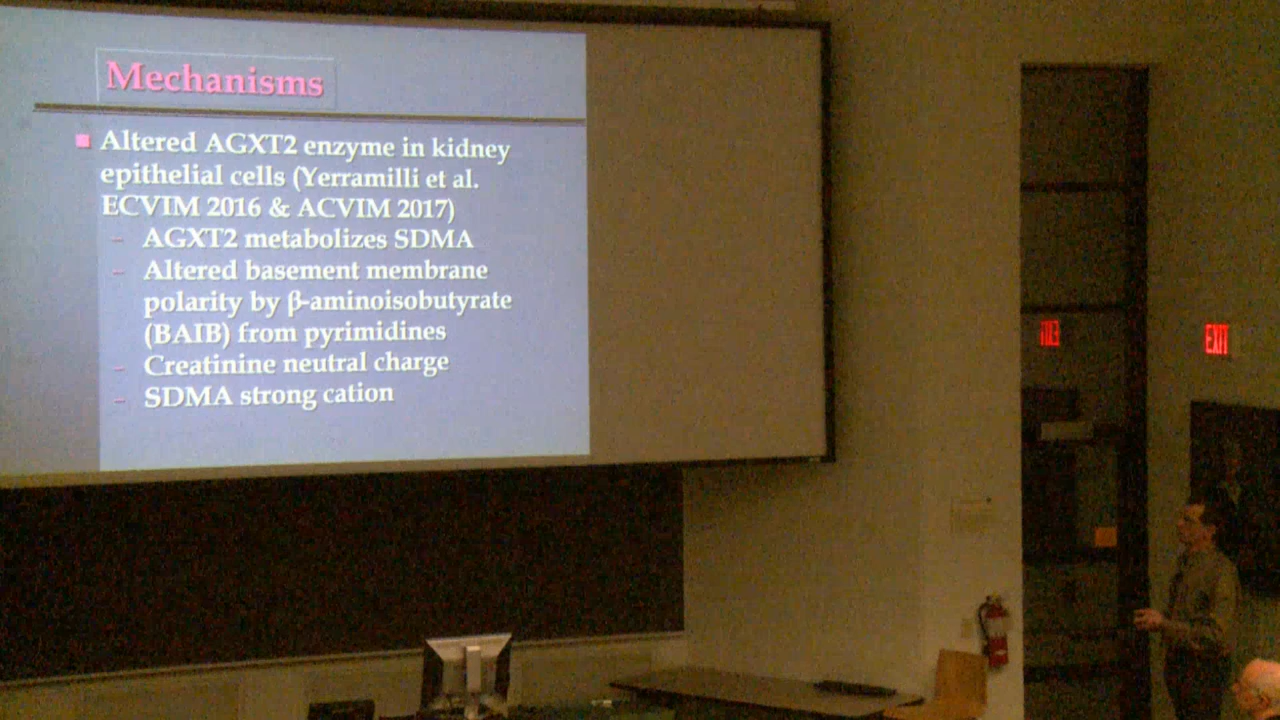 Mechanisms
Altered AGXT2 enzyme in kidney
epithelial cells (Yerramilli et al.
ECVIM 2016 & ACVIM 2017)
– AGXT2 metabolizes SDMA
– Altered basement membrane
polarity by β-aminoisobutyrate
(BAIB) from pyrimidines
– Creatinine neutral charge
– SDMA strong cation
EXIT